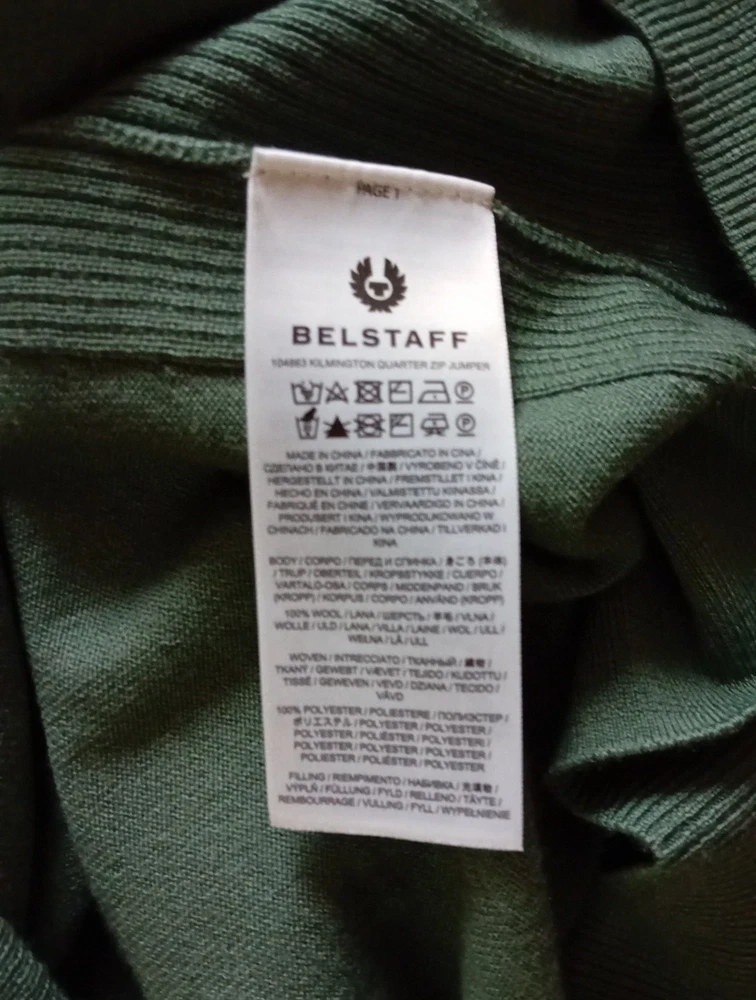 PAGE 1
BELSTAFF
104863 KILMINGTON QUARTER ZIP JUMPER
MADE IN CHINA / FABBRICATO IN CINA /
СДЕЛАНО В КИТАЕ / 中国製 / VYROBENO V ČÍNĚ /
HERGESTELLT IN CHINA / FREMSTILLET I KINA /
HECHO EN CHINA / VALMISTETTU KIINASSA /
FABRIQUÉ EN CHINE / VERVAARDIGD IN CHINA /
PRODUSERT I KINA / WYPRODUKOWANO W
CHINACH / FABRICADO NA CHINA / TILLVERKAD I
KINA
BODY / CORPO / ПЕРЕД И СПИНКА / 身ごろ (本体)
/ TRUP / OBERTEIL / KROPSSTYKKE / CUERPO /
VARTALO-OSA / CORPS / MIDDENPAND / BRUK
(KROPP) / KORPUS / CORPO / ANVÄND (KROPP)
100% WOOL / LANA / ШЕРСТЬ / 羊毛 / VLNA /
WOLLE / ULD / LANA / VILLA / LAINE / WOL / ULL /
WEŁNA / LÃ / ULL
WOVEN / INTRECCIATO / ТКАННЫЙ / 織物 /
TKANÝ / GEWEBT / VÆVET / TEJIDO / KUDOTTU /
TISSÉ / GEWEVEN / VEVD / DZIANA / TECIDO /
VÄVD
100% POLYESTER / POLIESTERE / ПОЛИЭСТЕР /
ポリエステル / POLYESTER / POLYESTER /
POLYESTER / POLIÉSTER / POLYESTERI /
POLYESTER / POLYESTER / POLYESTER /
POLIESTER / POLIÉSTER / POLYESTER
FILLING / RIEMPIMENTO / НАБИВКА / 充填物 /
VÝPLŇ / FÜLLUNG / FYLD / RELLENO / TÄYTE /
REMBOURRAGE / VULLING / FYLL / WYPEŁNIENIE